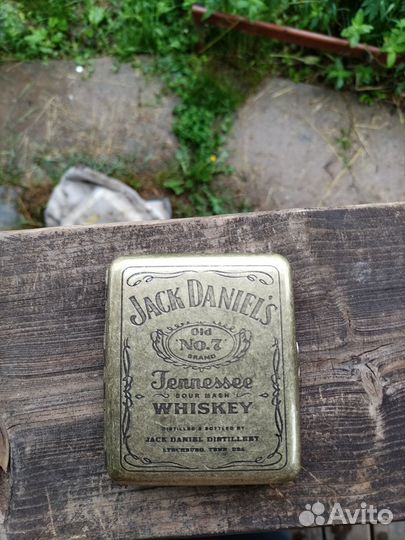 JACK DANIEL'S
Old
No.7
BRAND
Tennessee
SOUR MASH
WHISKEY
DISTILLED & BOTTLED BY
JACK DANIEL DISTILLERY
LYNCHBURG, TENN. USA
Avito